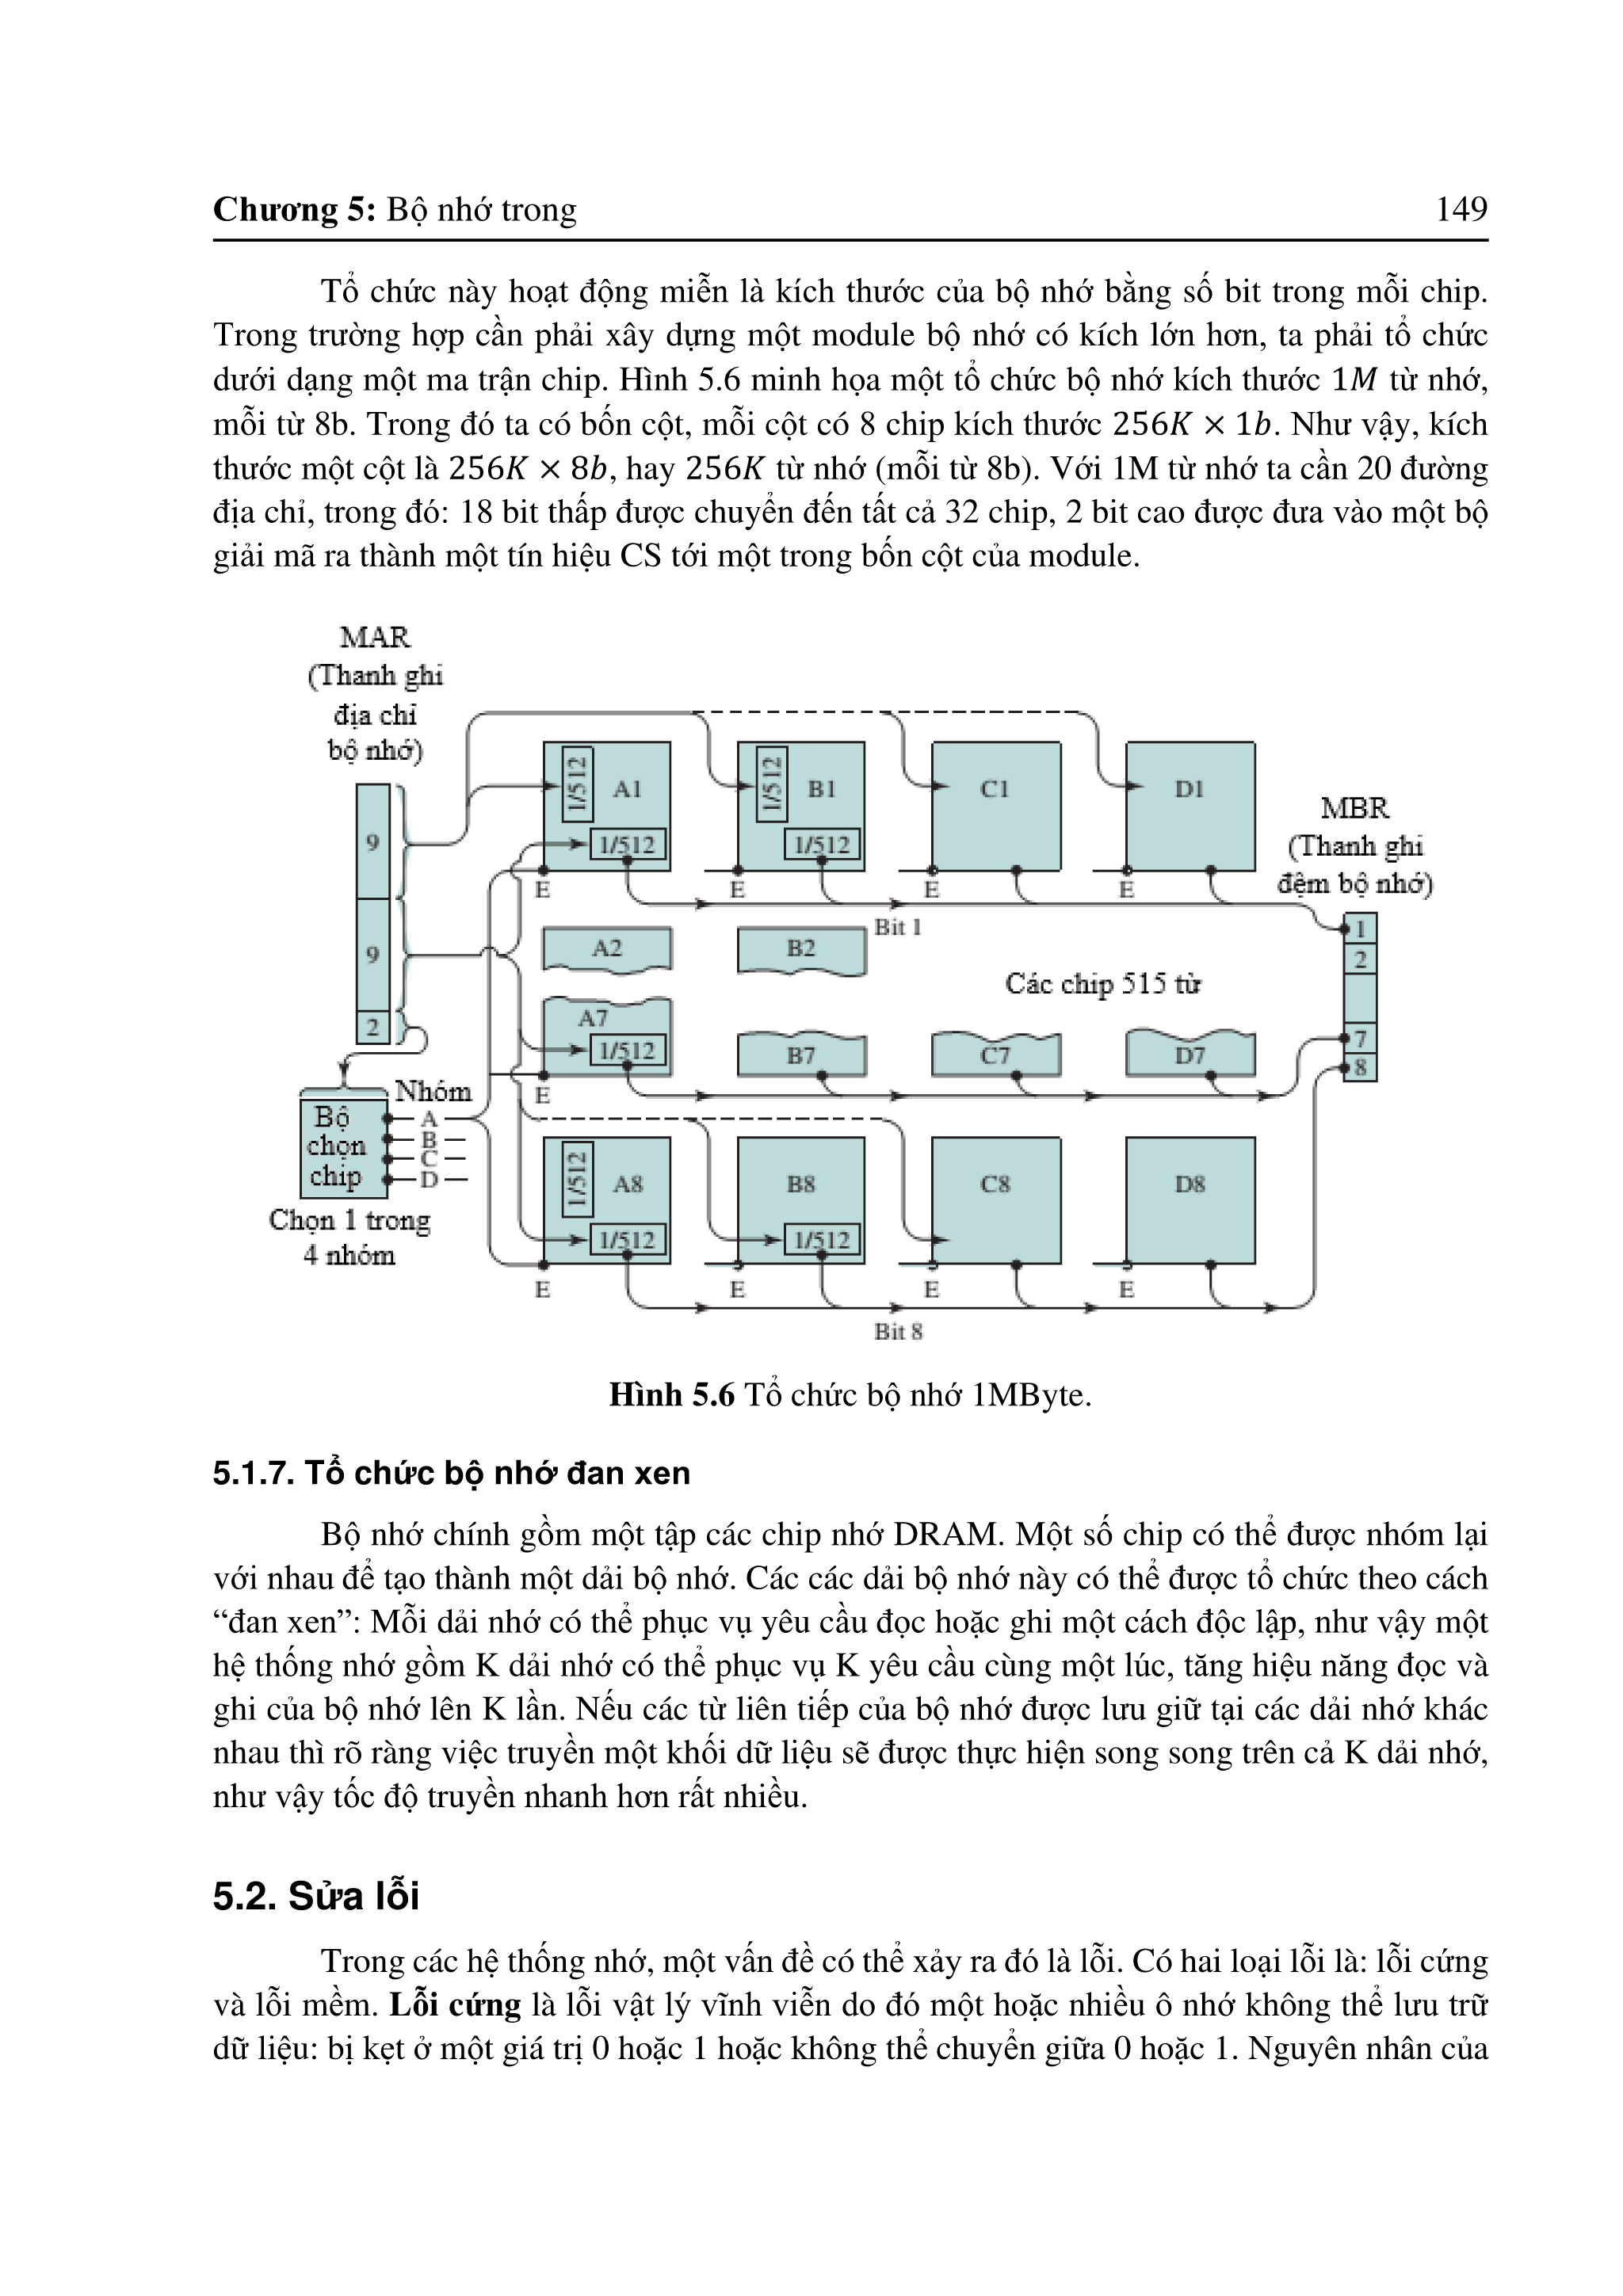 Chương 5: Bộ nhớ trong 149
Tổ chức này hoạt động miễn là kích thước của bộ nhớ bằng số bit trong mỗi chip.
Trong trường hợp cần phải xây dựng một module bộ nhớ có kích lớn hơn, ta phải tổ chức
dưới dạng một ma trận chip. Hình 5.6 minh họa một tổ chức bộ nhớ kích thước 1M từ nhớ,
mỗi từ 8b. Trong đó ta có bốn cột, mỗi cột có 8 chip kích thước 256K × 1b. Như vậy, kích
thước một cột là 256K × 8b, hay 256K từ nhớ (mỗi từ 8b). Với 1M từ nhớ ta cần 20 đường
địa chỉ, trong đó: 18 bit thấp được chuyển đến tất cả 32 chip, 2 bit cao được đưa vào một bộ
giải mã ra thành một tín hiệu CS tới một trong bốn cột của module.
MAR
(Thanh ghi
địa chỉ
bộ nhớ)
1/512 A1 1/512 B1 C1 D1
MBR
(Thanh ghi
đệm bộ nhớ)
9
1/512 1/512
E E E E
Bit 1
1
2
A2 B2
9
Các chip 515 từ
2
A7
1/512 B7 C7 D7
7
8
E
Nhóm
Bộ
chọn
chip
A
B
C
D
1/512 A8 B8 C8 D8
Chọn 1 trong
4 nhóm
1/512 1/512
E E E E
Bit 8
Hình 5.6 Tổ chức bộ nhớ 1MByte.
5.1.7. Tổ chức bộ nhớ đan xen
Bộ nhớ chính gồm một tập các chip nhớ DRAM. Một số chip có thể được nhóm lại
với nhau để tạo thành một dải bộ nhớ. Các các dải bộ nhớ này có thể được tổ chức theo cách
“đan xen”: Mỗi dải nhớ có thể phục vụ yêu cầu đọc hoặc ghi một cách độc lập, như vậy một
hệ thống nhớ gồm K dải nhớ có thể phục vụ K yêu cầu cùng một lúc, tăng hiệu năng đọc và
ghi của bộ nhớ lên K lần. Nếu các từ liên tiếp của bộ nhớ được lưu giữ tại các dải nhớ khác
nhau thì rõ ràng việc truyền một khối dữ liệu sẽ được thực hiện song song trên cả K dải nhớ,
như vậy tốc độ truyền nhanh hơn rất nhiều.
5.2. Sửa lỗi
Trong các hệ thống nhớ, một vấn đề có thể xảy ra đó là lỗi. Có hai loại lỗi là: lỗi cứng
và lỗi mềm. Lỗi cứng là lỗi vật lý vĩnh viễn do đó một hoặc nhiều ô nhớ không thể lưu trữ
dữ liệu: bị kẹt ở một giá trị 0 hoặc 1 hoặc không thể chuyển giữa 0 hoặc 1. Nguyên nhân của